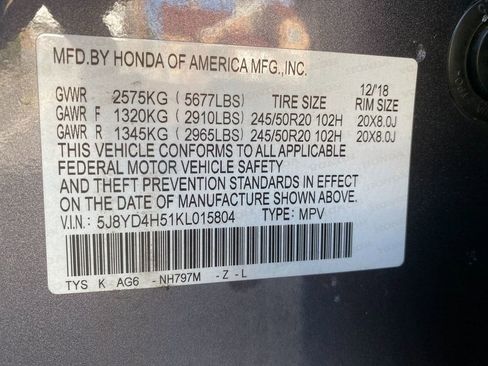 MFD.BY HONDA OF AMERICA MFG.,INC.
12/'18
GVWR 2575KG (5677LBS) TIRE SIZE RIM SIZE
GAWR F 1320KG (2910LBS) 245/50R20 102H 20X8.0J
GAWR R 1345KG (2965LBS) 245/50R20 102H 20X8.0J
THIS VEHICLE CONFORMS TO ALL APPLICABLE
FEDERAL MOTOR VEHICLE SAFETY
AND THEFT PREVENTION STANDARDS IN EFFECT
ON THE DATE OF MANUFACTURE SHOWN ABOVE.
V.I.N.: 5J8YD4H51KL015804 TYPE: MPV
TYS K AG6 -NH797M -Z-L